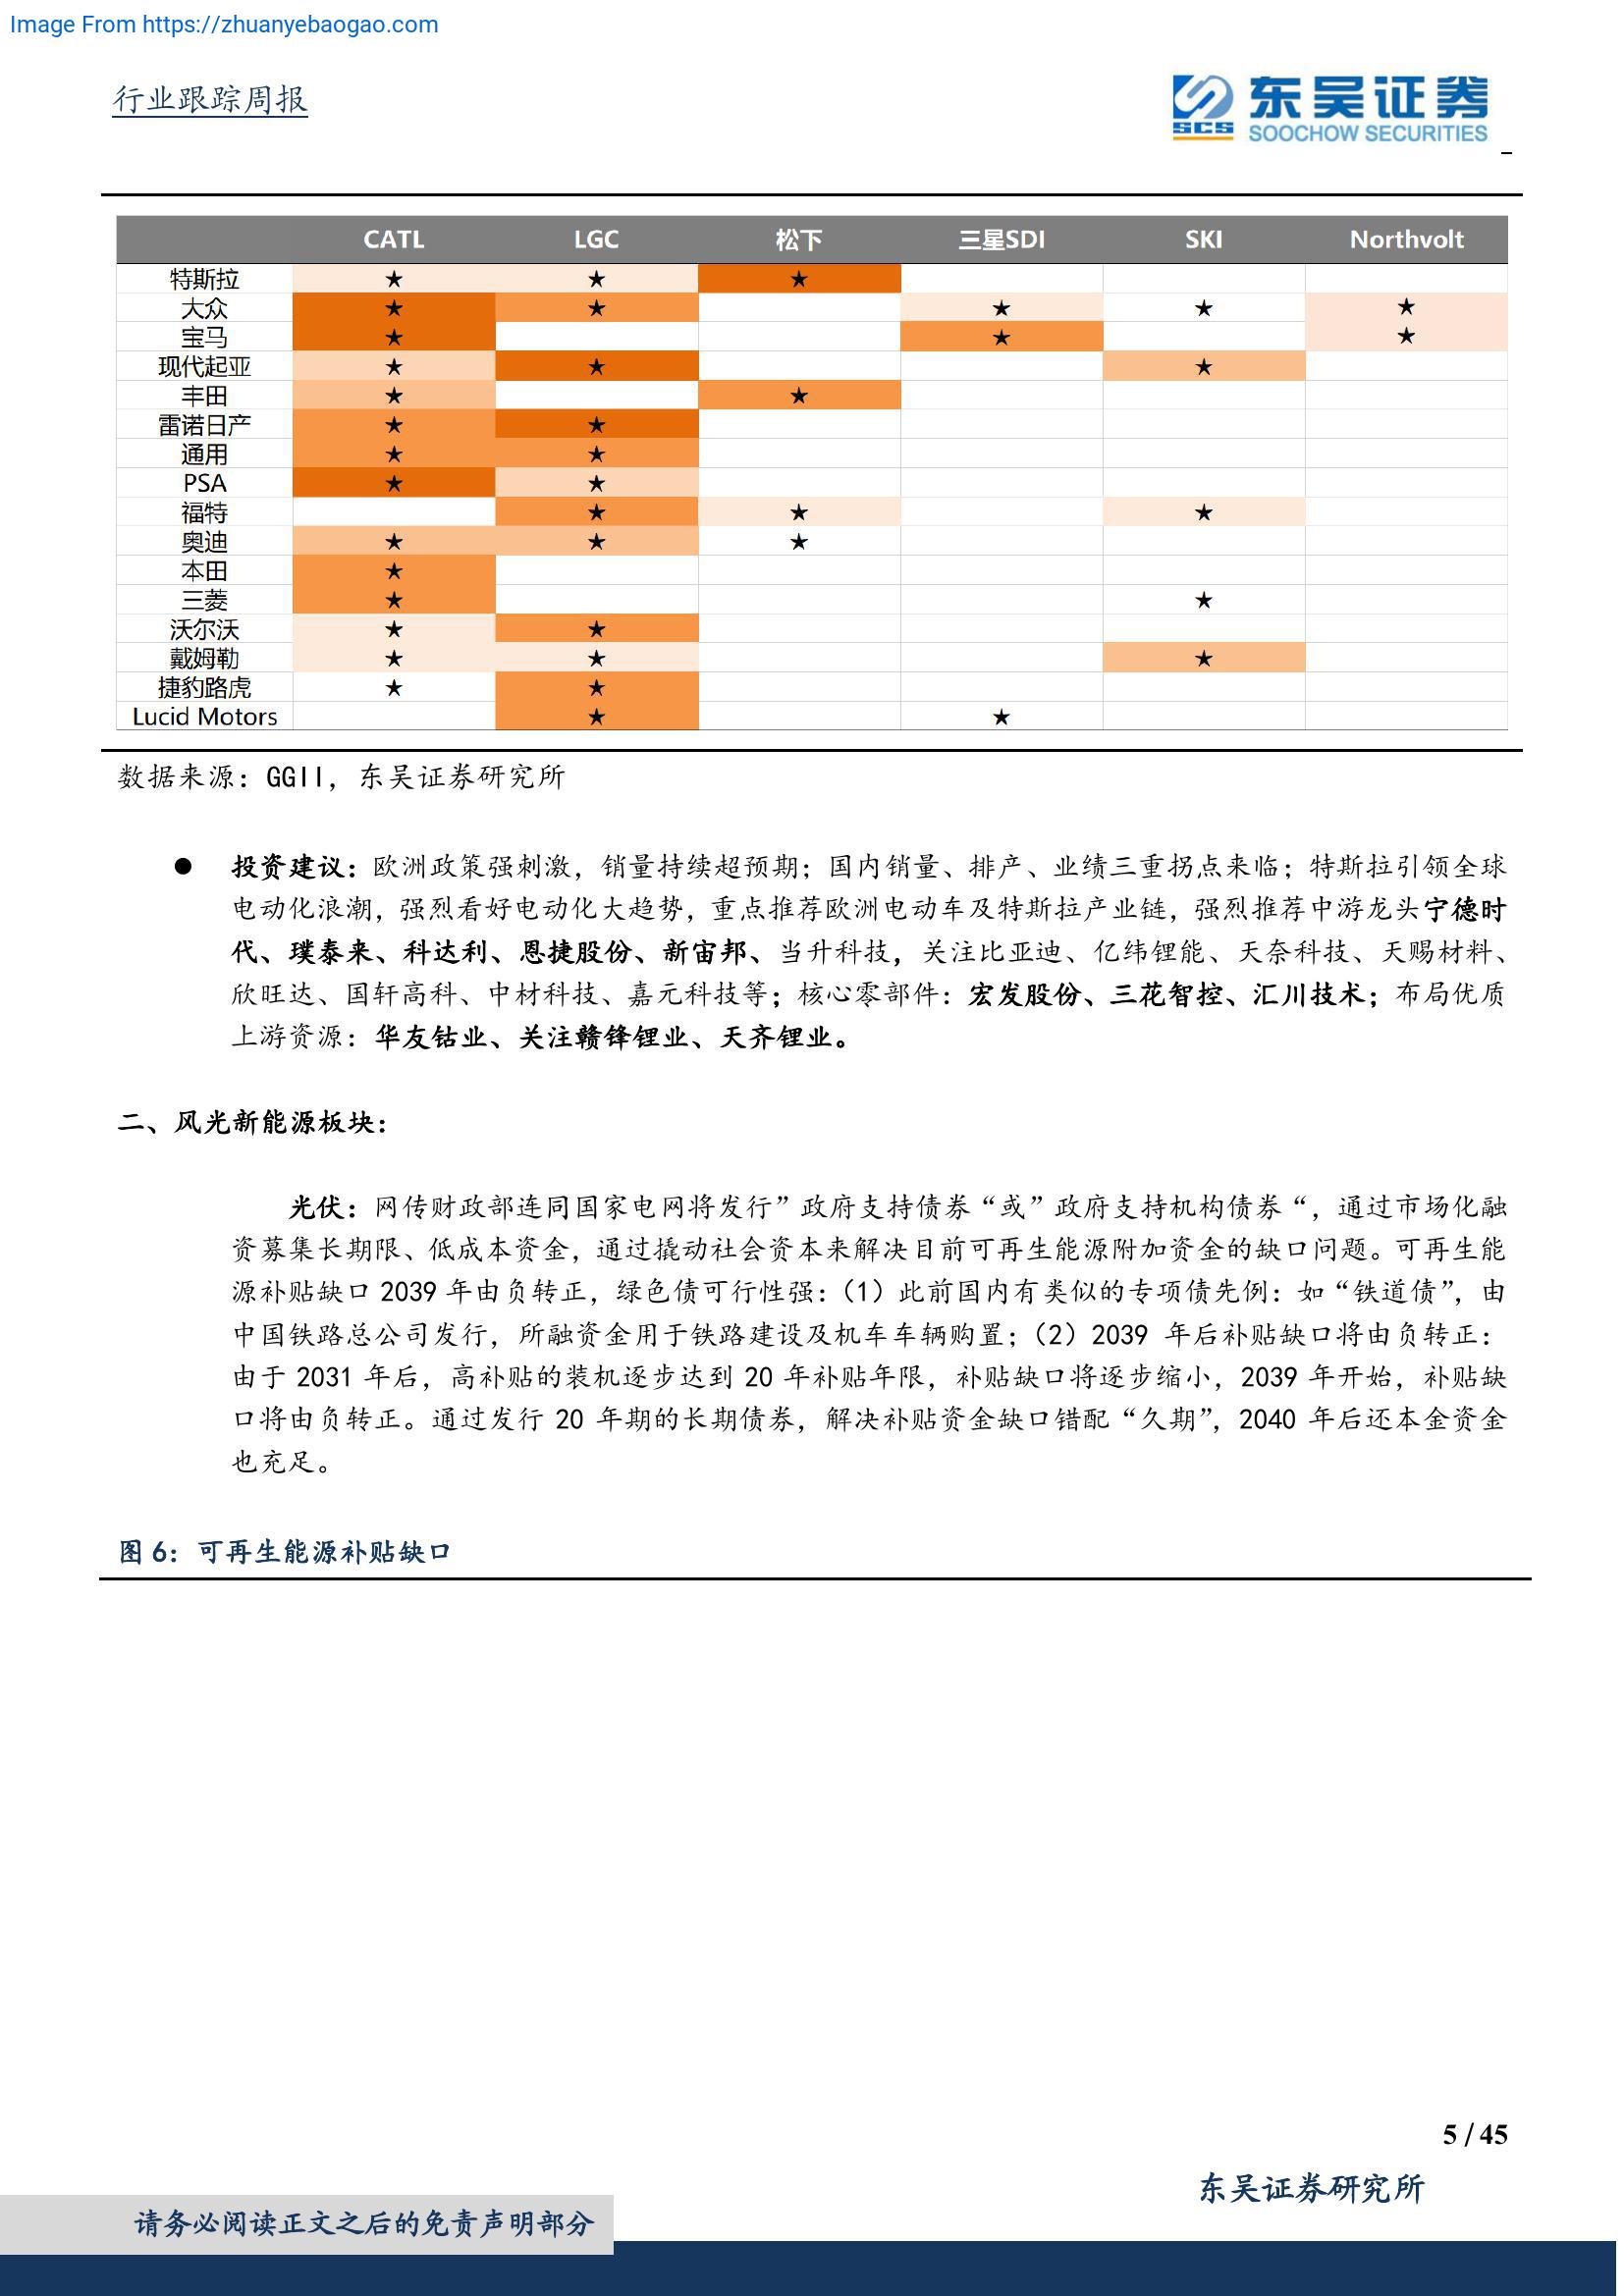 Image From https://zhuanyebaogao.com
行业跟踪周报
SCS 东吴证券
SOOCHOW SECURITIES
CATL LGC 松下 三星SDI SKI Northvolt
特斯拉 ★ ★ ★
大众 ★ ★ ★ ★ ★
宝马 ★ ★ ★
现代起亚 ★ ★ ★
丰田 ★ ★
雷诺日产 ★ ★
通用 ★ ★
PSA ★ ★
福特 ★ ★ ★
奥迪 ★ ★ ★
本田 ★
三菱 ★ ★
沃尔沃 ★ ★
戴姆勒 ★ ★ ★
捷豹路虎 ★ ★
Lucid Motors ★ ★
数据来源：GGII，东吴证券研究所
● 投资建议：欧洲政策强刺激，销量持续超预期；国内销量、排产、业绩三重拐点来临；特斯拉引领全球
电动化浪潮，强烈看好电动化大趋势，重点推荐欧洲电动车及特斯拉产业链，强烈推荐中游龙头宁德时
代、璞泰来、科达利、恩捷股份、新宙邦、当升科技，关注比亚迪、亿纬锂能、天奈科技、天赐材料、
欣旺达、国轩高科、中材科技、嘉元科技等；核心零部件：宏发股份、三花智控、汇川技术；布局优质
上游资源：华友钴业、关注赣锋锂业、天齐锂业。
二、风光新能源板块：
光伏：网传财政部连同国家电网将发行”政府支持债券“或”政府支持机构债券“，通过市场化融
资募集长期限、低成本资金，通过撬动社会资本来解决目前可再生能源附加资金的缺口问题。可再生能
源补贴缺口 2039 年由负转正，绿色债可行性强：（1）此前国内有类似的专项债先例：如“铁道债”，由
中国铁路总公司发行，所融资金用于铁路建设及机车车辆购置；（2）2039 年后补贴缺口将由负转正：
由于 2031 年后，高补贴的装机逐步达到 20 年补贴年限，补贴缺口将逐步缩小，2039 年开始，补贴缺
口将由负转正。通过发行 20 年期的长期债券，解决补贴资金缺口错配“久期”，2040 年后还本金资金
也充足。
图 6：可再生能源补贴缺口
5 / 45
东吴证券研究所
请务必阅读正文之后的免责声明部分